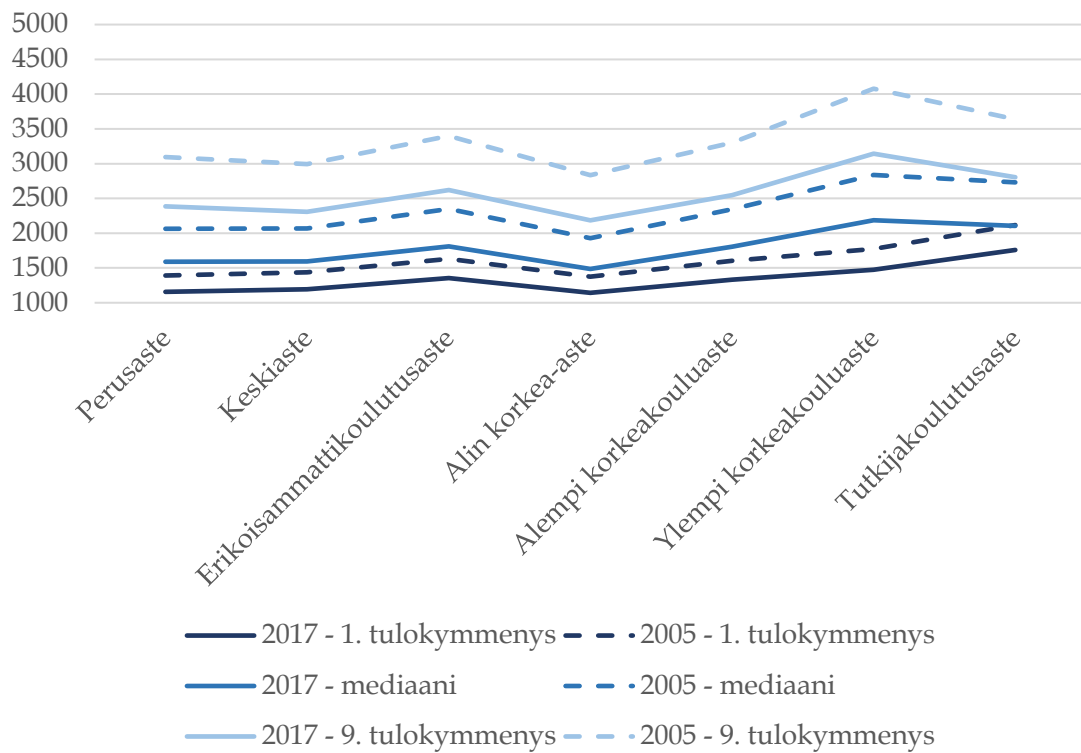 5000
4500
4000
3500
3000
2500
2000
1500
1000
Perusaste
Keskiaste
Erikoisammattikoulutusaste
Alin korkea-aste
Alempi korkeakouluaste
Ylempi korkeakouluaste
Tutkijakoulutusaste
2017 - 1. tulokymmenys 2005 - 1. tulokymmenys
2017 - mediaani 2005 - mediaani
2017 - 9. tulokymmenys 2005 - 9. tulokymmenys